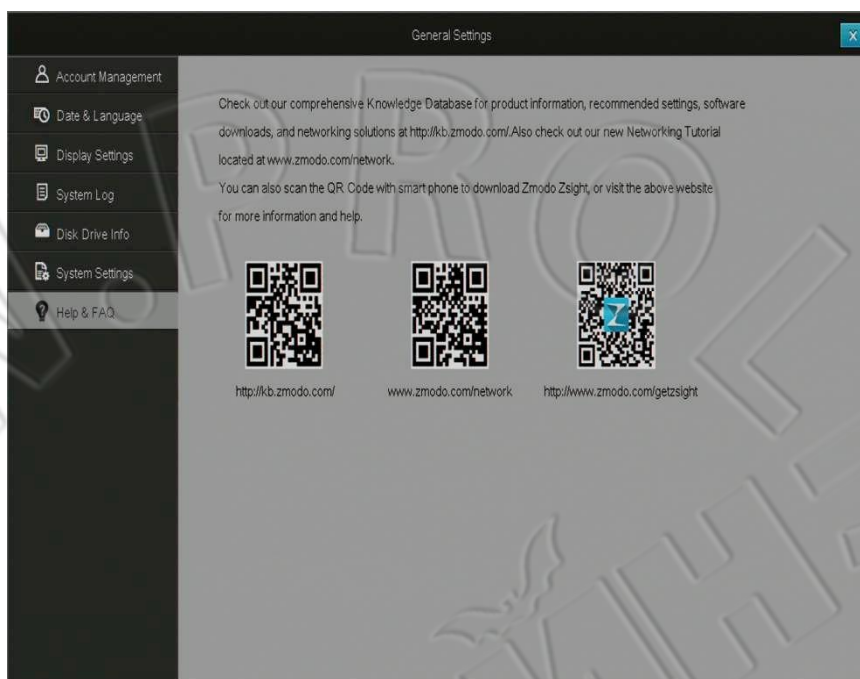 General Settings
X
Account Management
Date & Language
Display Settings
System Log
Disk Drive Info
System Settings
Help & FAQ
Check out our comprehensive Knowledge Database for product information, recommended settings, software
downloads, and networking solutions at http://kb.zmodo.com/.Also check out our new Networking Tutorial
located at www.zmodo.com/network.
You can also scan the QR Code with smart phone to download Zmodo Zsight, or visit the above website
for more information and help.
http://kb.zmodo.com/
www.zmodo.com/network
http://www.zmodo.com/getzsight